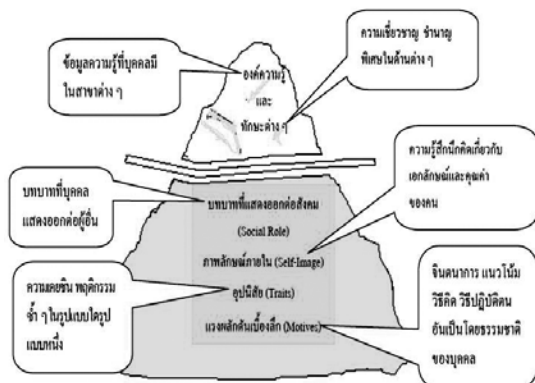 ข้อมูลความรู้ที่บุคคลมี
ในสาขาต่าง ๆ
องค์ความรู้
และ
ทักษะต่าง ๆ
ความเชี่ยวชาญ ชำนาญ
พิเศษในด้านต่าง ๆ
บทบาทที่บุคคล
แสดงออกต่อผู้อื่น
บทบาทที่แสดงออกต่อสังคม
(Social Role)
ภาพลักษณ์ภายใน (Self-Image)
อุปนิสัย (Traits)
แรงผลักดันเบื้องลึก (Motives)
ความรู้สึกนึกคิดเกี่ยวกับ
เอกลักษณ์และคุณค่า
ของคน
ความเคยชิน พฤติกรรม
ซ้ำ ๆ ในรูปแบบใดรูป
แบบหนึ่ง
จินตนาการ แนวโน้ม
วิธีคิด วิธีปฏิบัติตน
อันเป็นโดยธรรมชาติ
ของบุคคล